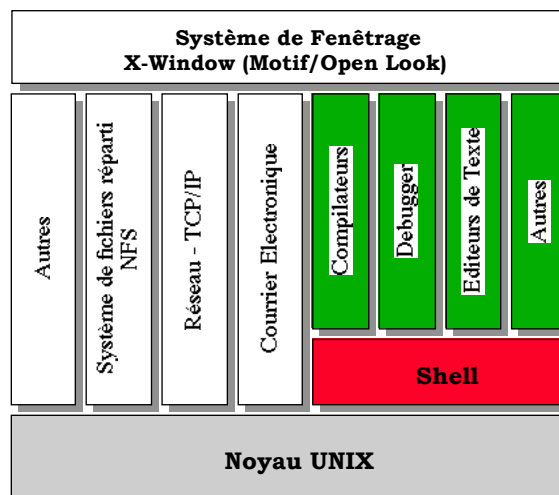 Système de Fenêtrage
X-Window (Motif/Open Look)
Autres
Système de fichiers réparti
NFS
Réseau - TCP/IP
Courrier Electronique
Compilateurs
Debugger
Editeurs de Texte
Autres
Shell
Noyau UNIX